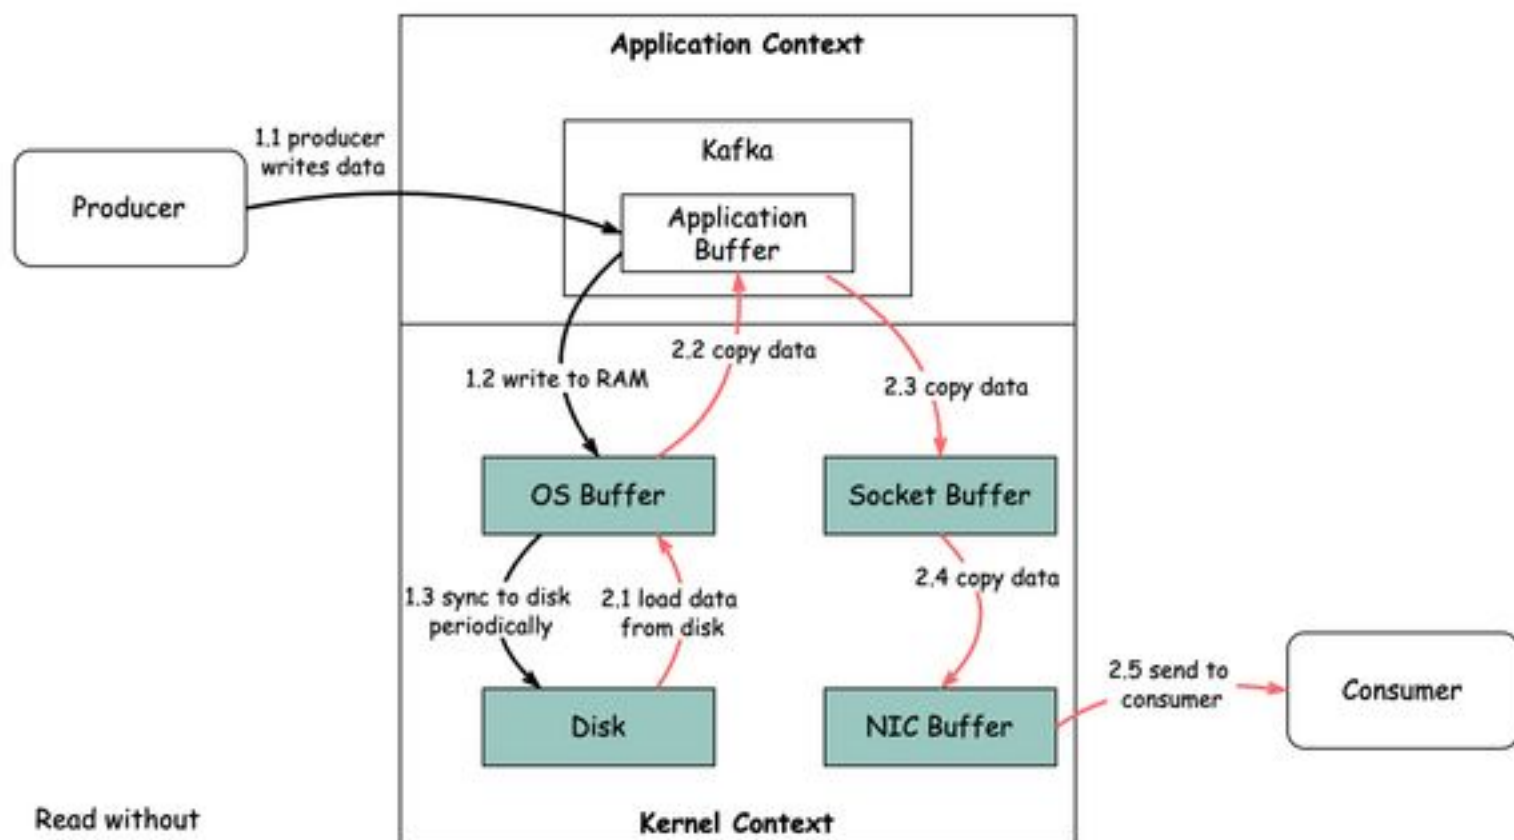 Application Context
1.1 producer
writes data
Kafka
Producer
Application
Buffer
2.2 copy data
1.2 write to RAM
2.3 copy data
OS Buffer
Socket Buffer
2.4 copy data
1.3 sync to disk
periodically
2.1 load data
from disk
2.5 send to
consumer
Consumer
Disk
NIC Buffer
Read without
Kernel Context